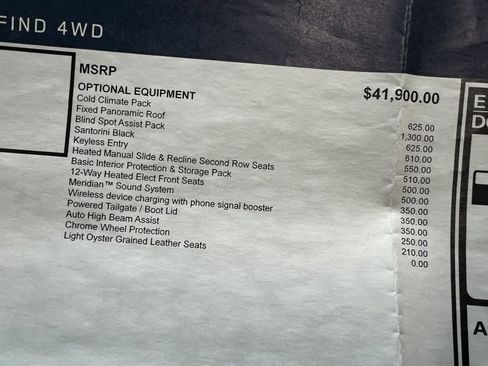 FIND 4WD
MSRP $41,900.00
OPTIONAL EQUIPMENT
Cold Climate Pack 625.00
Fixed Panoramic Roof 1,300.00
Blind Spot Assist Pack 625.00
Santorini Black 610.00
Keyless Entry 550.00
Heated Manual Slide & Recline Second Row Seats 510.00
Basic Interior Protection & Storage Pack 500.00
12-Way Heated Elect Front Seats 500.00
Meridian™ Sound System 350.00
Wireless device charging with phone signal booster 350.00
Powered Tailgate / Boot Lid 350.00
Auto High Beam Assist 250.00
Chrome Wheel Protection 210.00
Light Oyster Grained Leather Seats 0.00